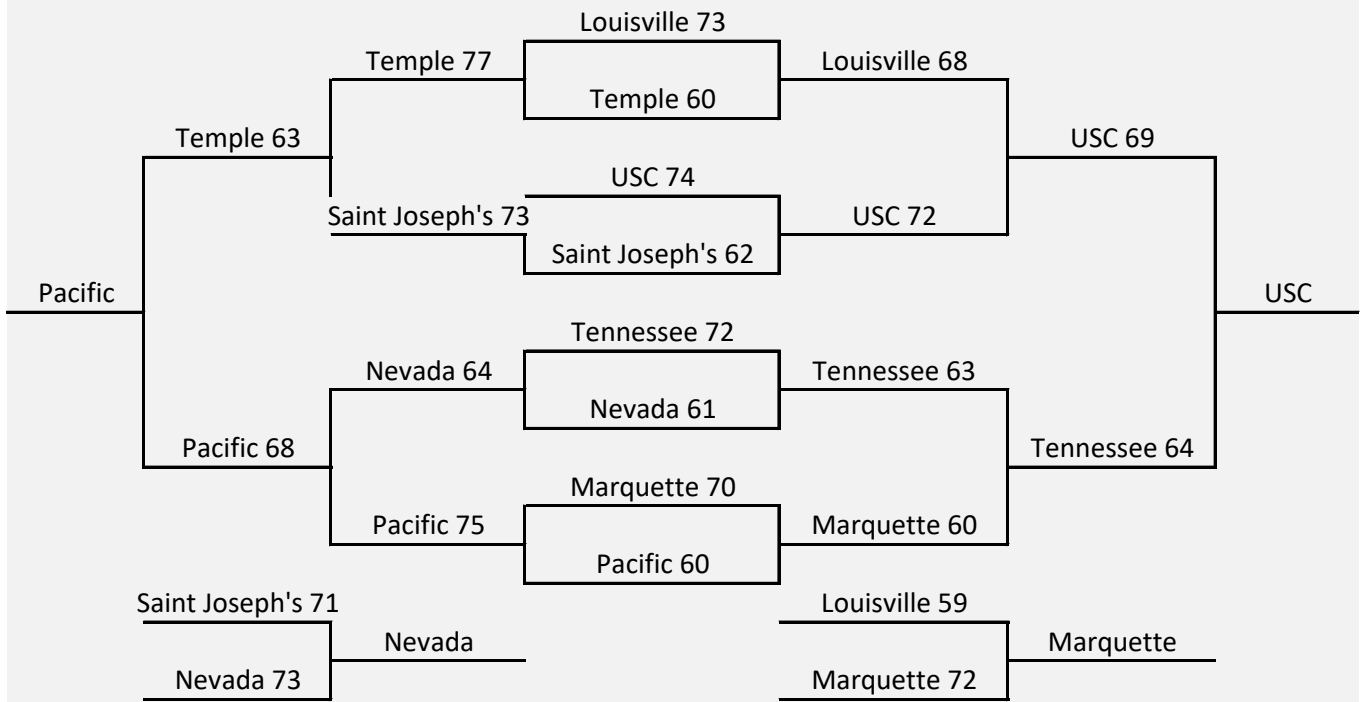 Louisville 73
Temple 77
Louisville 68
Temple 60
Temple 63
USC 69
USC 74
Saint Joseph's 73
USC 72
Saint Joseph's 62
Pacific
USC
Tennessee 72
Nevada 64
Tennessee 63
Nevada 61
Pacific 68
Tennessee 64
Marquette 70
Pacific 75
Marquette 60
Pacific 60
Saint Joseph's 71
Louisville 59
Nevada
Marquette
Nevada 73
Marquette 72